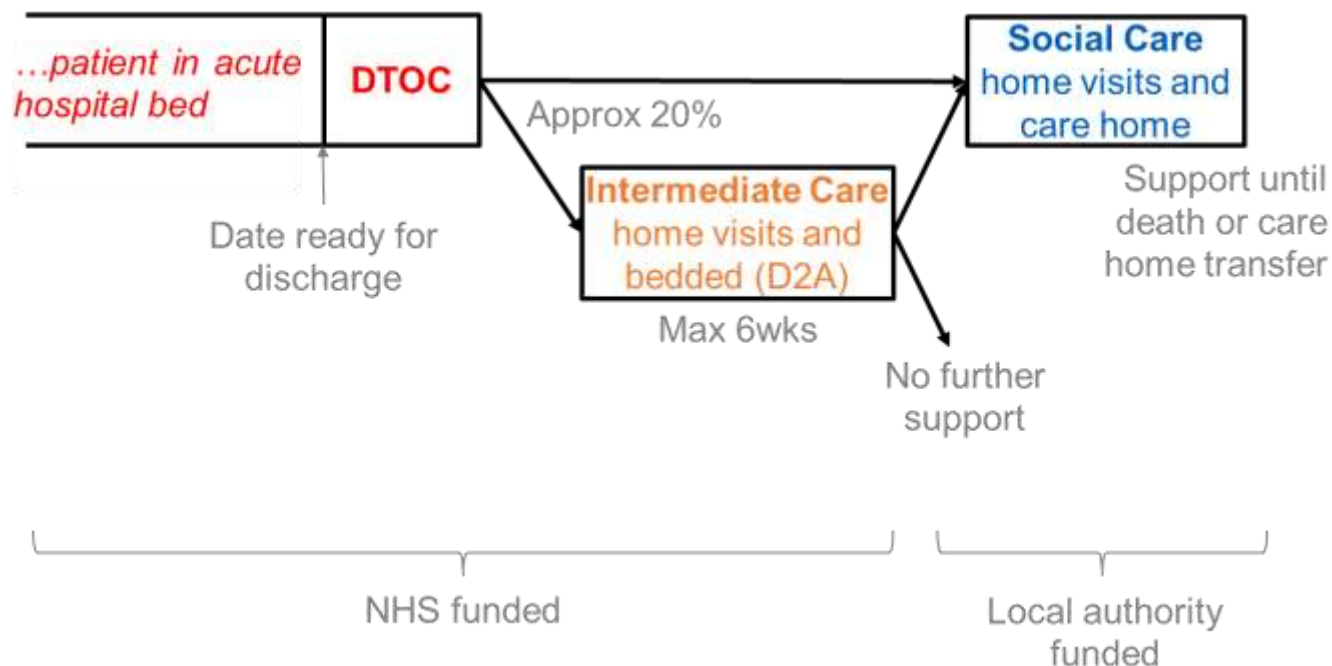 ...patient in acute
hospital bed
DTOC
Social Care
home visits and
care home
Approx 20%
Intermediate Care
home visits and
bedded (D2A)
Support until
death or care
home transfer
Date ready for
discharge
Max 6wks
No further
support
NHS funded
Local authority
funded